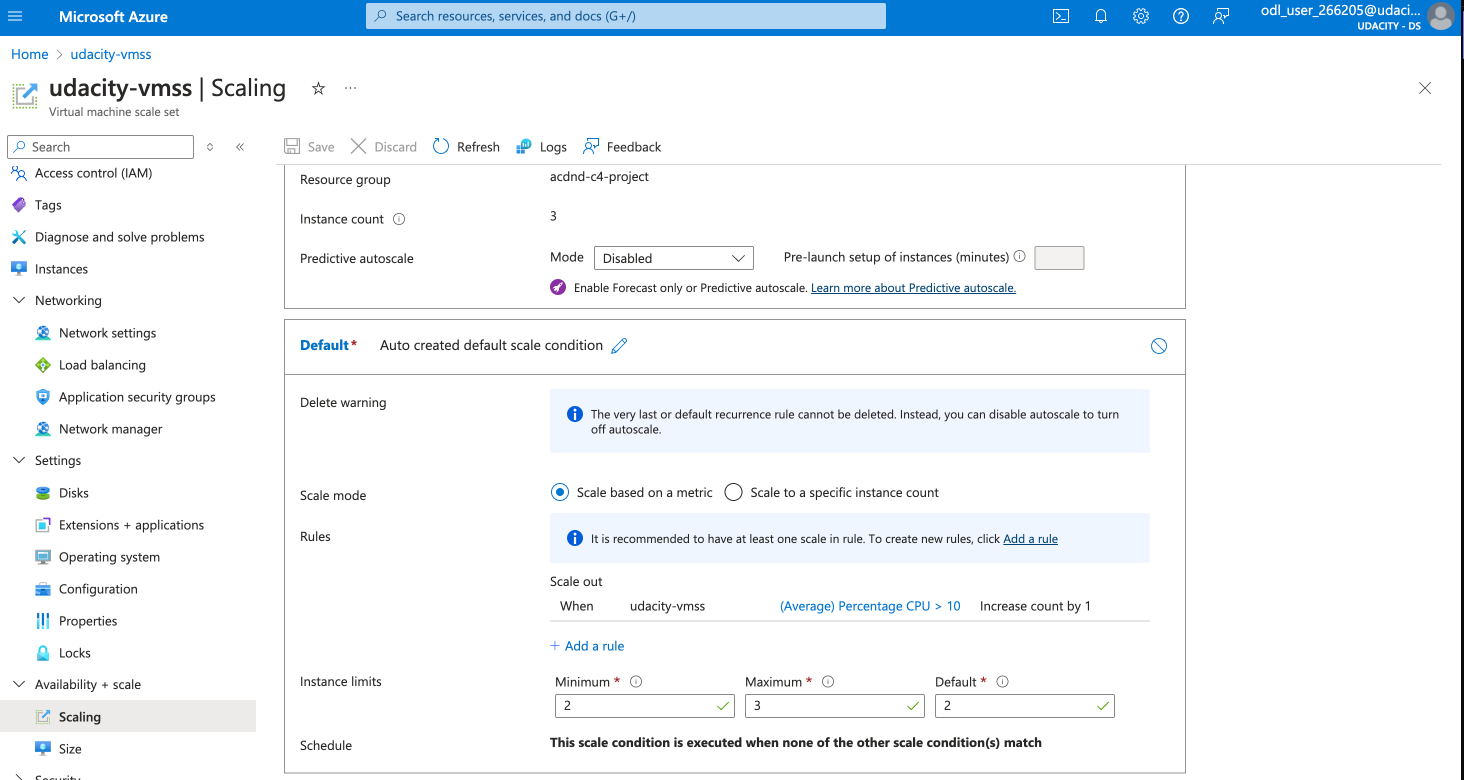 Microsoft Azure
Search resources, services, and docs (G+/)
odl_user_266205@udaci...
UDACITY - DS
Home > udacity-vmss
udacity-vmss | Scaling
Virtual machine scale set
Search
Access control (IAM)
Tags
Diagnose and solve problems
Instances
Networking
Network settings
Load balancing
Application security groups
Network manager
Settings
Disks
Extensions + applications
Operating system
Configuration
Properties
Locks
Availability + scale
Scaling
Size
Security
Save Discard Refresh Logs Feedback
Resource group acdnd-c4-project
Instance count 3
Predictive autoscale Mode Disabled Pre-launch setup of instances (minutes)
Enable Forecast only or Predictive autoscale. Learn more about Predictive autoscale.
Default* Auto created default scale condition
Delete warning
The very last or default recurrence rule cannot be deleted. Instead, you can disable autoscale to turn
off autoscale.
Scale mode Scale based on a metric Scale to a specific instance count
Rules It is recommended to have at least one scale in rule. To create new rules, click Add a rule
Scale out
When udacity-vmss (Average) Percentage CPU > 10 Increase count by 1
+ Add a rule
Instance limits Minimum * Maximum * Default *
2 3 2
Schedule This scale condition is executed when none of the other scale condition(s) match